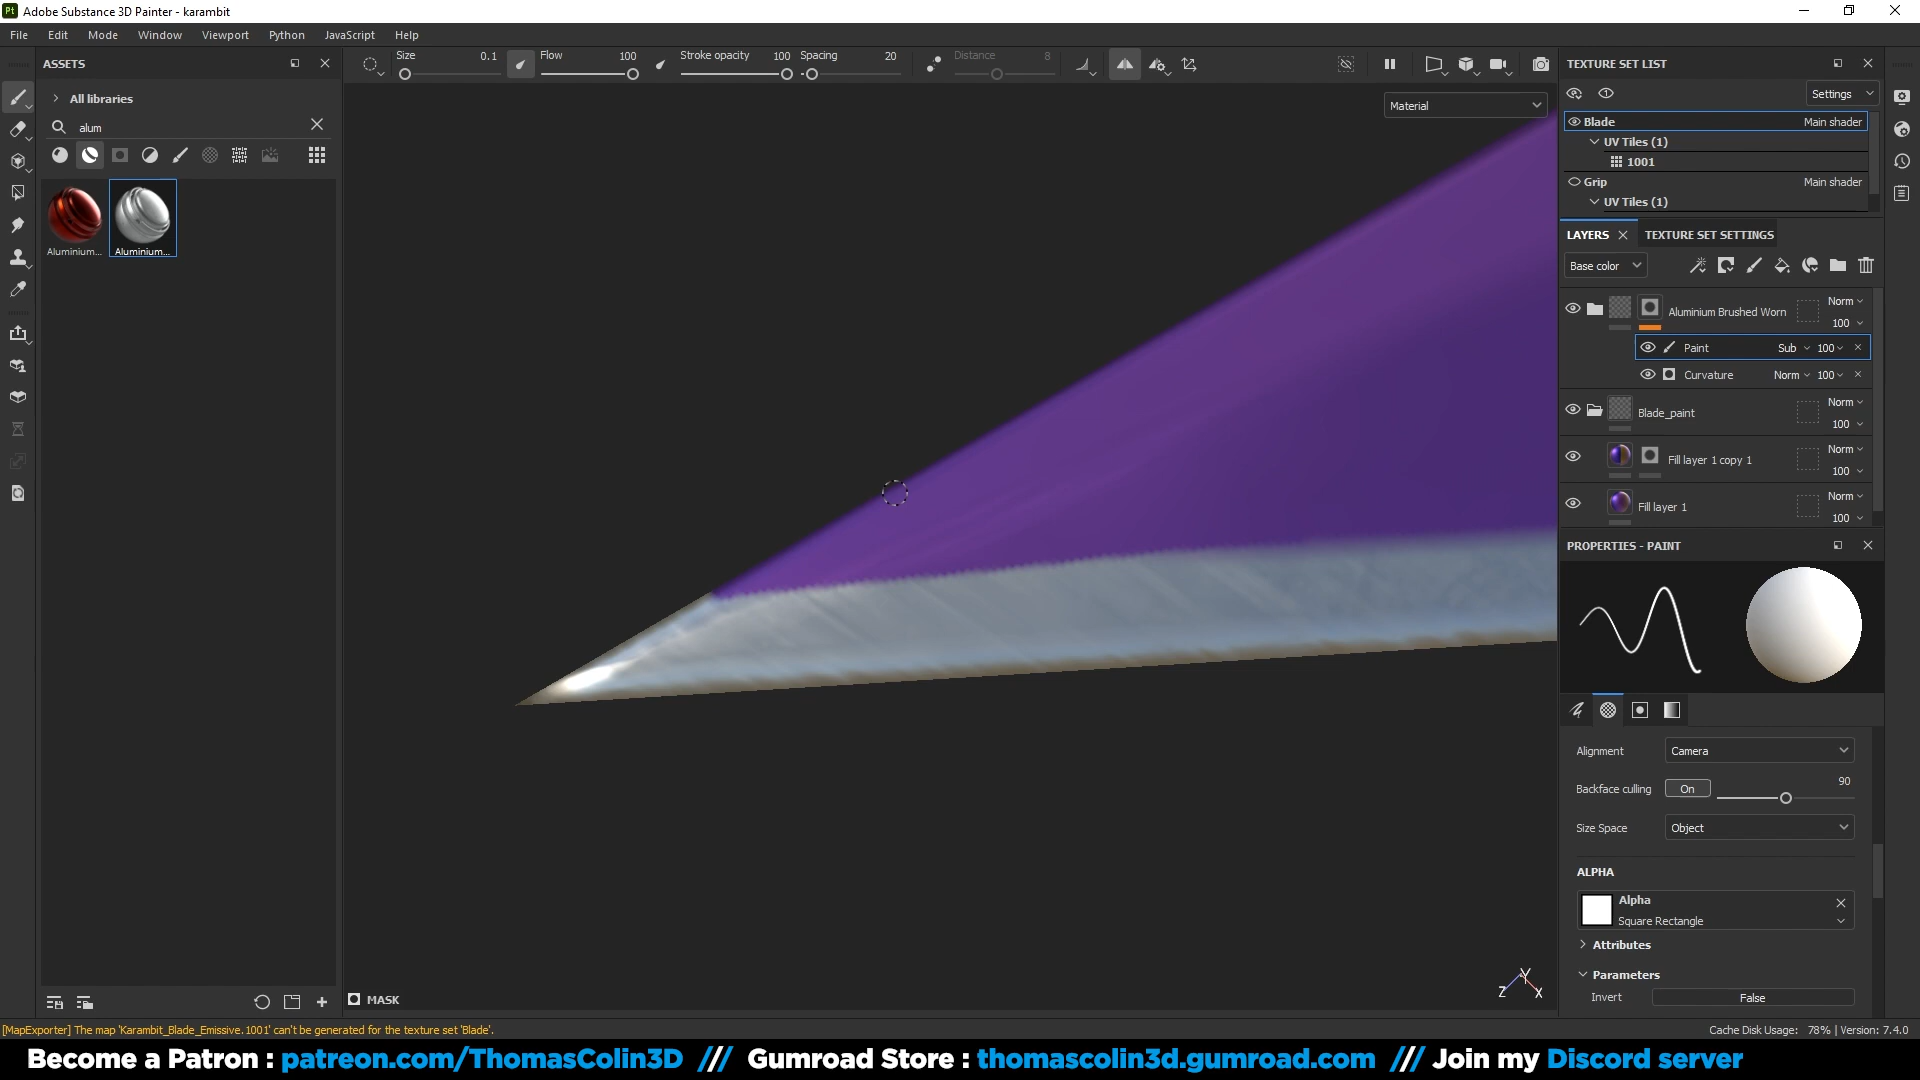 Pt Adobe Substance 3D Painter - karambit
File Edit Mode Window Viewport Python JavaScript Help
ASSETS
All libraries
alum
Aluminium... Aluminium...
Size 0.1 Flow 100 Stroke opacity 100 Spacing 20 Distance 8
Material
TEXTURE SET LIST
Settings
Blade Main shader
UV Tiles (1)
1001
Grip Main shader
UV Tiles (1)
LAYERS TEXTURE SET SETTINGS
Base color
Norm
Aluminium Brushed Worn
100
Paint Sub 100
Curvature Norm 100
Norm
Blade_paint
100
Norm
Fill layer 1 copy 1
100
Norm
Fill layer 1
100
PROPERTIES - PAINT
Alignment Camera
Backface culling On 90
Size Space Object
ALPHA
Alpha
Square Rectangle
Attributes
Parameters
Invert False
Y
Z X
MASK
[MapExporter] The map 'Karambit_Blade_Emissive.1001' can't be generated for the texture set 'Blade'.
Cache Disk Usage: 78% | Version: 7.4.0
Become a Patron : patreon.com/ThomasColin3D /// Gumroad Store : thomascolin3d.gumroad.com /// Join my Discord server